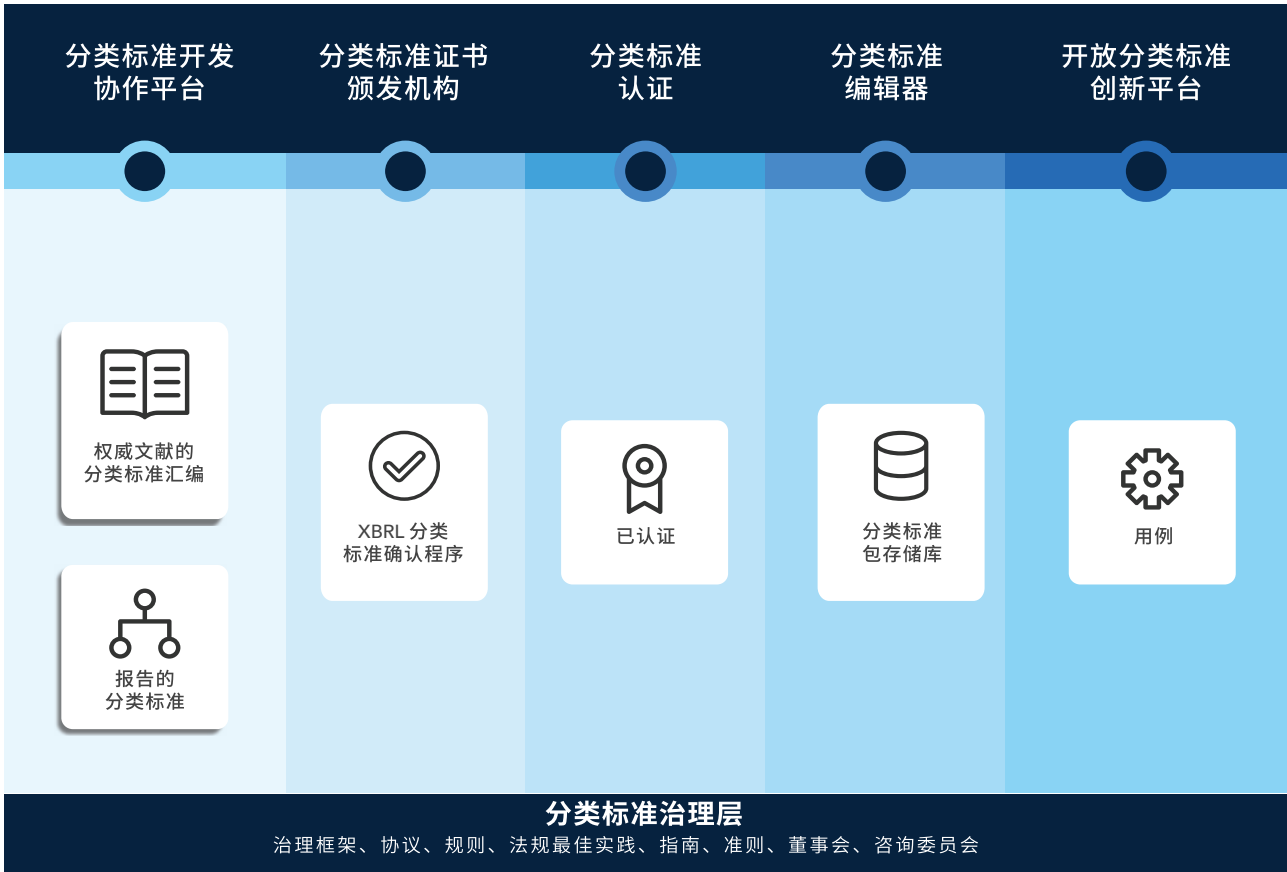 分类标准开发
协作平台
分类标准证书
颁发机构
分类标准
认证
分类标准
编辑器
开放分类标准
创新平台
权威文献的
分类标准汇编
报告的
分类标准
XBRL 分类
标准确认程序
已认证
分类标准
包存储库
用例
分类标准治理层
治理框架、协议、规则、法规最佳实践、指南、准则、董事会、咨询委员会